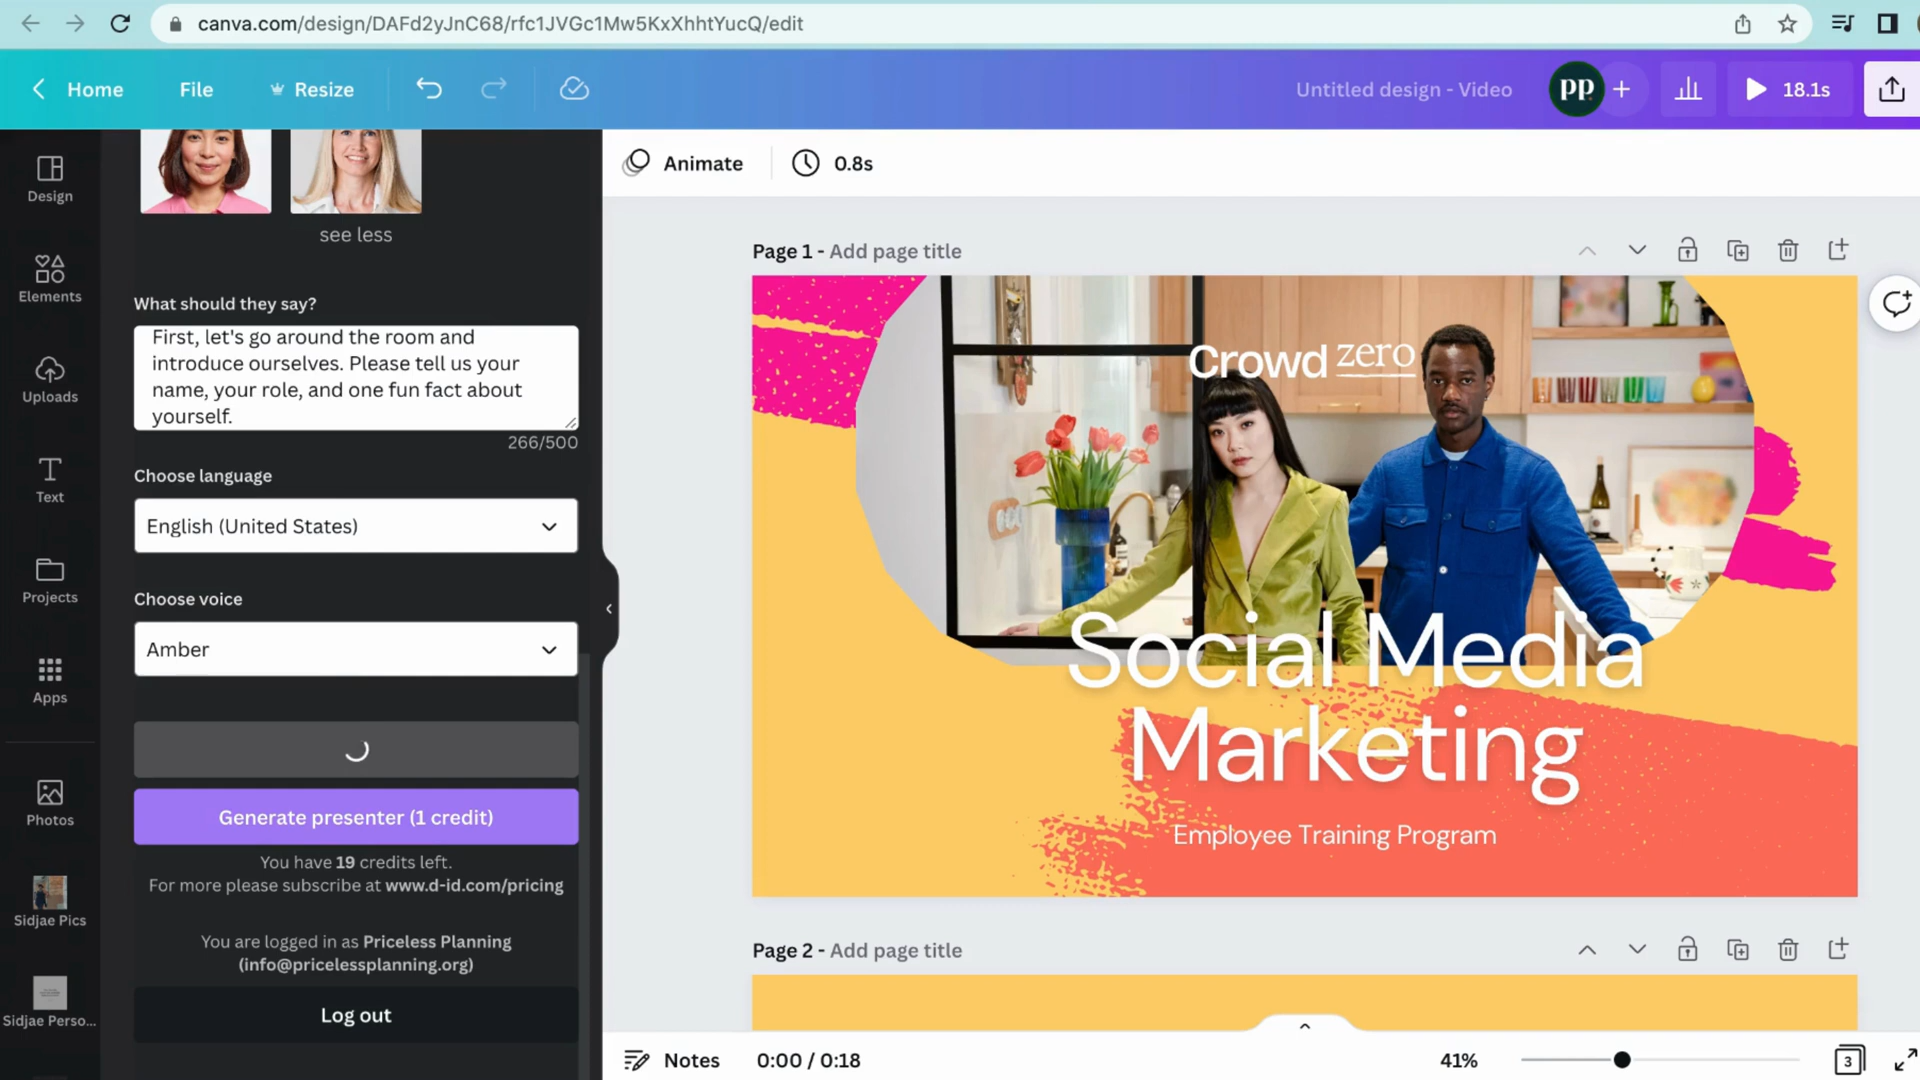 canva.com/design/DAFd2yJnC68/rfc1JVGc1Mw5KxXhhtYucQ/edit
Home File Resize Untitled design - Video pp. 18.1s
Design
Elements
Uploads
Text
Projects
Apps
Photos
Sidjae Pics
Sidjae Perso...
see less
What should they say?
First, let's go around the room and
introduce ourselves. Please tell us your
name, your role, and one fun fact about
yourself.
266/500
Choose language
English (United States)
Choose voice
Amber
Generate presenter (1 credit)
You have 19 credits left.
For more please subscribe at www.d-id.com/pricing
You are logged in as Priceless Planning
(info@pricelessplanning.org)
Log out
Animate 0.8s
Page 1 - Add page title
Crowd zero
Social Media
Marketing
Employee Training Program
Page 2 - Add page title
Notes 0:00 / 0:18 41% 3